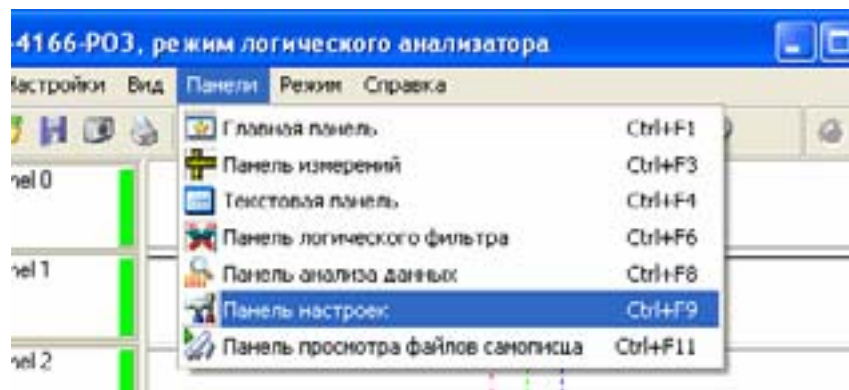 -4166-РОЗ, режим логического анализатора
Настройки Вид Панели Режим Справка
Главная панель Ctrl+F1
Панель измерений Ctrl+F3
Текстовая панель Ctrl+F4
Панель логического фильтра Ctrl+F6
Панель анализа данных Ctrl+F8
Панель настроек Ctrl+F9
Панель просмотра файлов самописца Ctrl+F11
nel 0
nel 1
nel 2